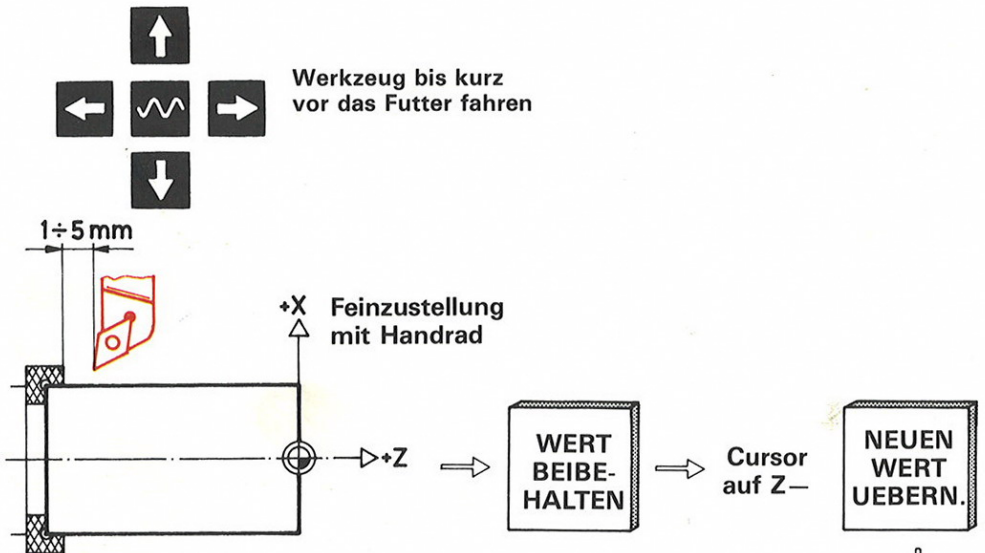 Werkzeug bis kurz
vor das Futter fahren
1÷5 mm
+X
Feinzustellung
mit Handrad
+Z
WERT
BEIBE-
HALTEN
Cursor
auf Z—
NEUEN
WERT
UEBERN.